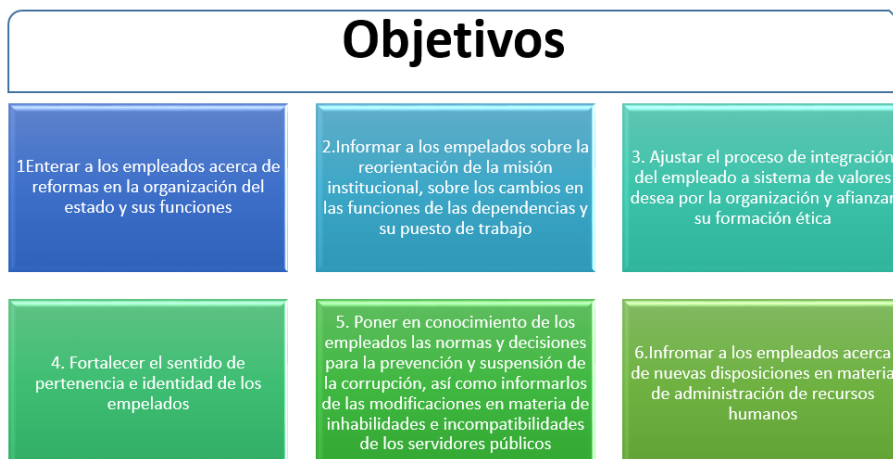 Objetivos
1Enterar a los empleados acerca de
reformas en la organización del
estado y sus funciones
2.Informar a los empelados sobre la
reorientación de la misión
institucional, sobre los cambios en
las funciones de las dependencias y
su puesto de trabajo
3. Ajustar el proceso de integración
del empleado a sistema de valores
desea por la organización y afianzar
su formación ética
4. Fortalecer el sentido de
pertenencia e identidad de los
empelados
5. Poner en conocimiento de los
empleados las normas y decisiones
para la prevención y suspensión de
la corrupción, así como informarlos
de las modificaciones en materia de
inhabilidades e incompatibilidades
de los servidores públicos
6.Infromar a los empleados acerca
de nuevas disposiciones en materia
de administración de recursos
humanos